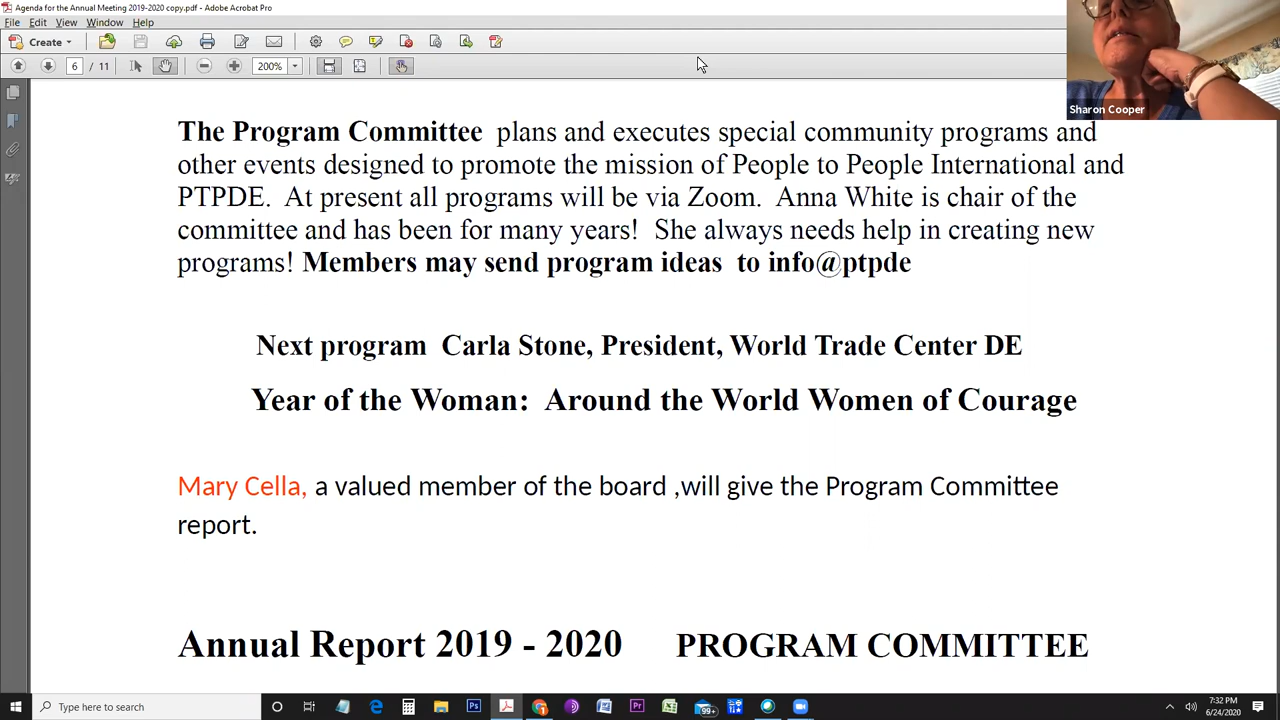 Agenda for the Annual Meeting 2019-2020 copy.pdf - Adobe Acrobat Pro
File Edit View Window Help
Create
6 / 11
200%
Sharon Cooper
The Program Committee plans and executes special community programs and
other events designed to promote the mission of People to People International and
PTPDE. At present all programs will be via Zoom. Anna White is chair of the
committee and has been for many years! She always needs help in creating new
programs! Members may send program ideas to info@ptpde
Next program Carla Stone, President, World Trade Center DE
Year of the Woman: Around the World Women of Courage
Mary Cella, a valued member of the board ,will give the Program Committee
report.
Annual Report 2019 - 2020 PROGRAM COMMITTEE
Type here to search
99+
7:32 PM
6/24/2020